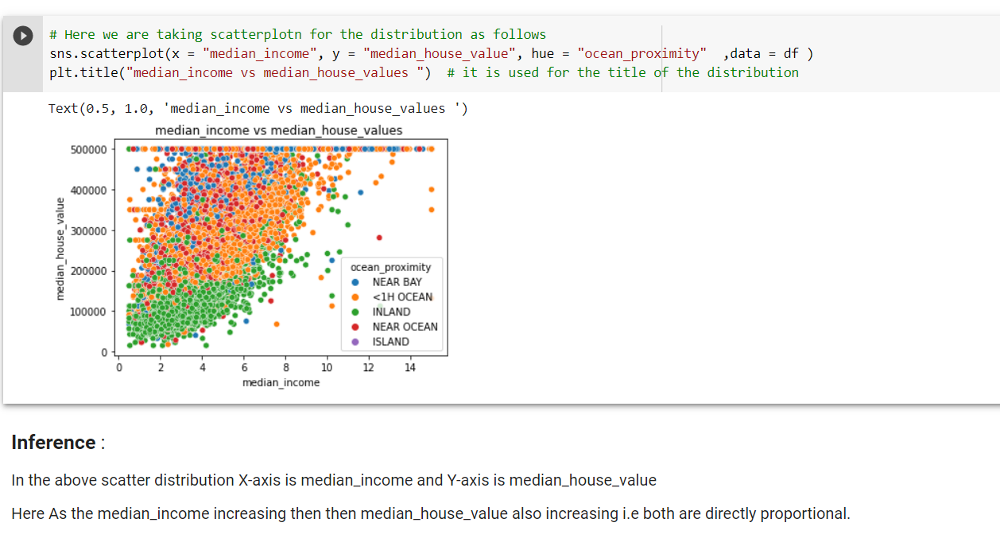 # Here we are taking scatterplotn for the distribution as follows
sns.scatterplot(x = "median_income", y = "median_house_value", hue = "ocean_proximity"  ,data = df )
plt.title("median_income vs median_house_values ")  # it is used for the title of the distribution
Text(0.5, 1.0, 'median_income vs median_house_values ')
median_income vs median_house_values
500000
400000
300000
200000
100000
0
median_house_value
ocean_proximity
NEAR BAY
<1H OCEAN
INLAND
NEAR OCEAN
ISLAND
0 2 4 6 8 10 12 14
median_income
Inference :
In the above scatter distribution X-axis is median_income and Y-axis is median_house_value
Here As the median_income increasing then then median_house_value also increasing i.e both are directly proportional.